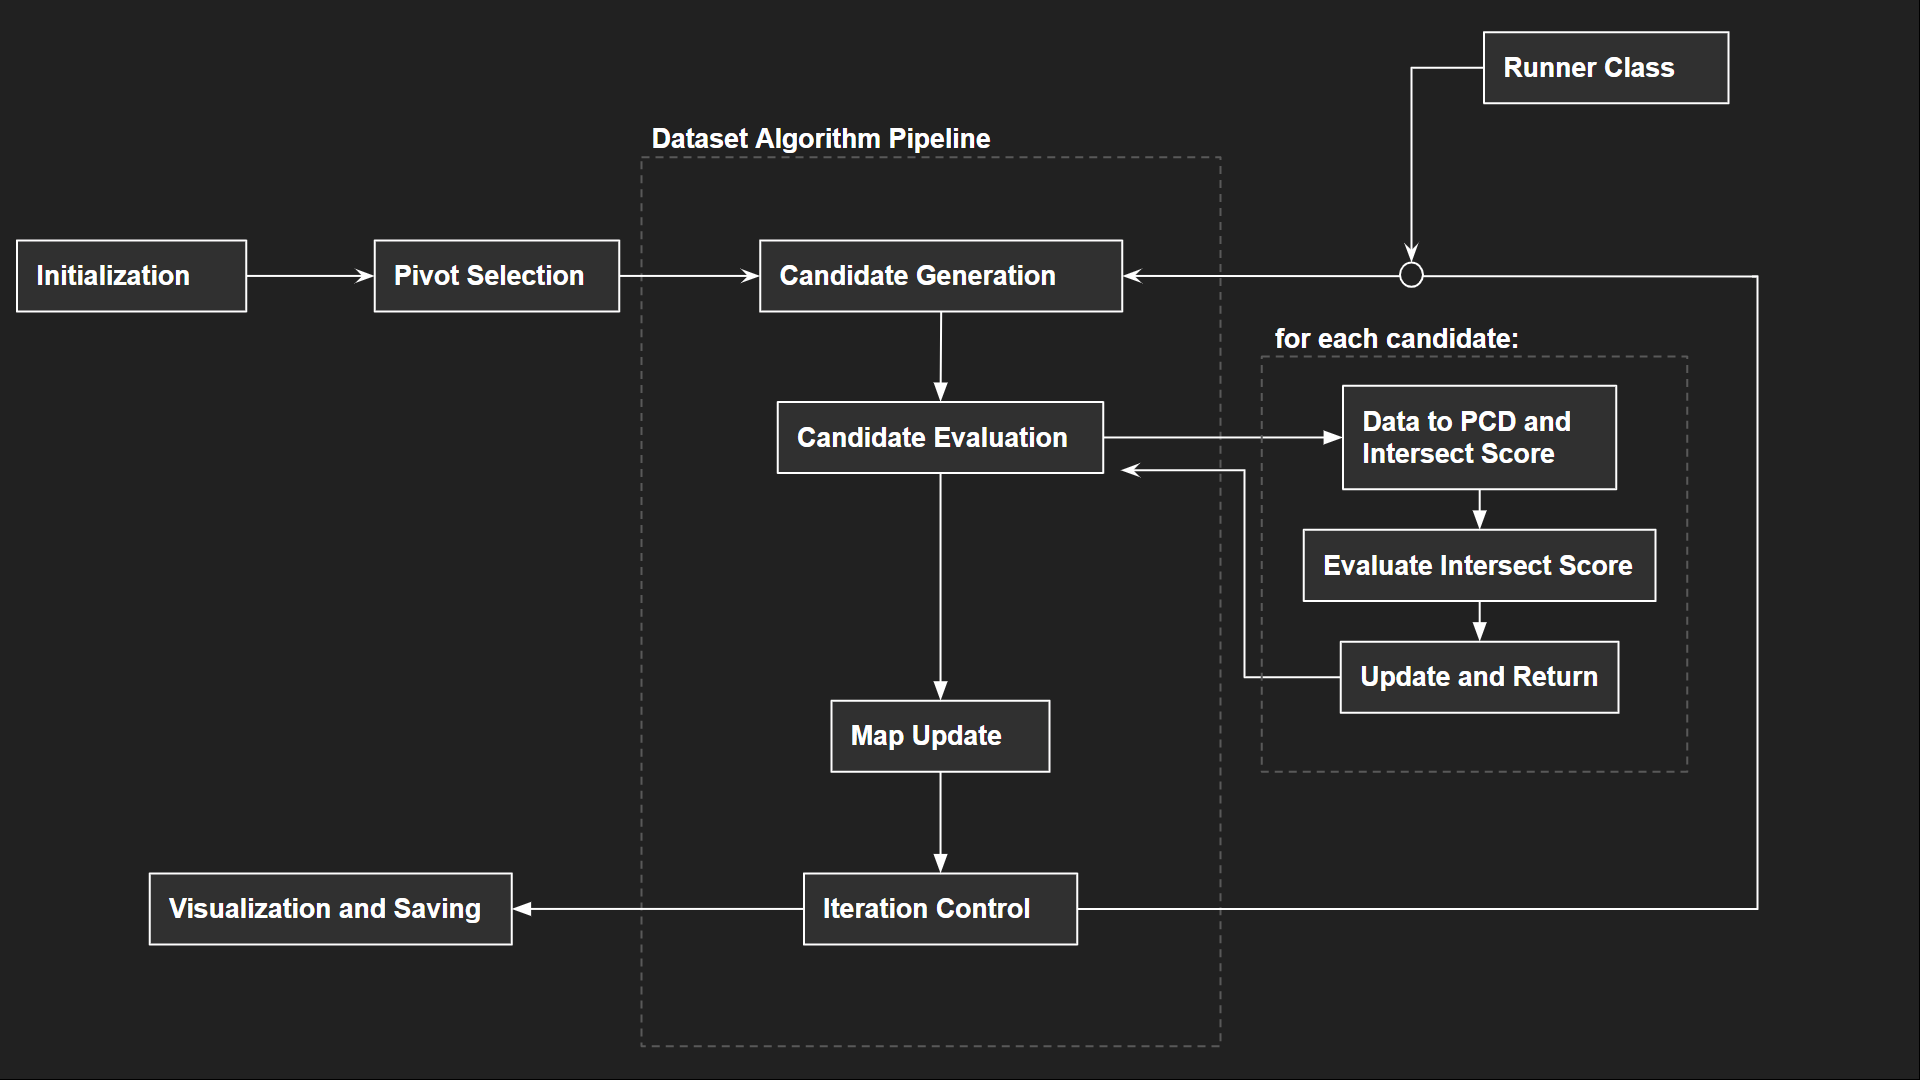 Runner Class
Dataset Algorithm Pipeline
Initialization
Pivot Selection
Candidate Generation
for each candidate:
Candidate Evaluation
Data to PCD and
Intersect Score
Evaluate Intersect Score
Update and Return
Map Update
Visualization and Saving
Iteration Control